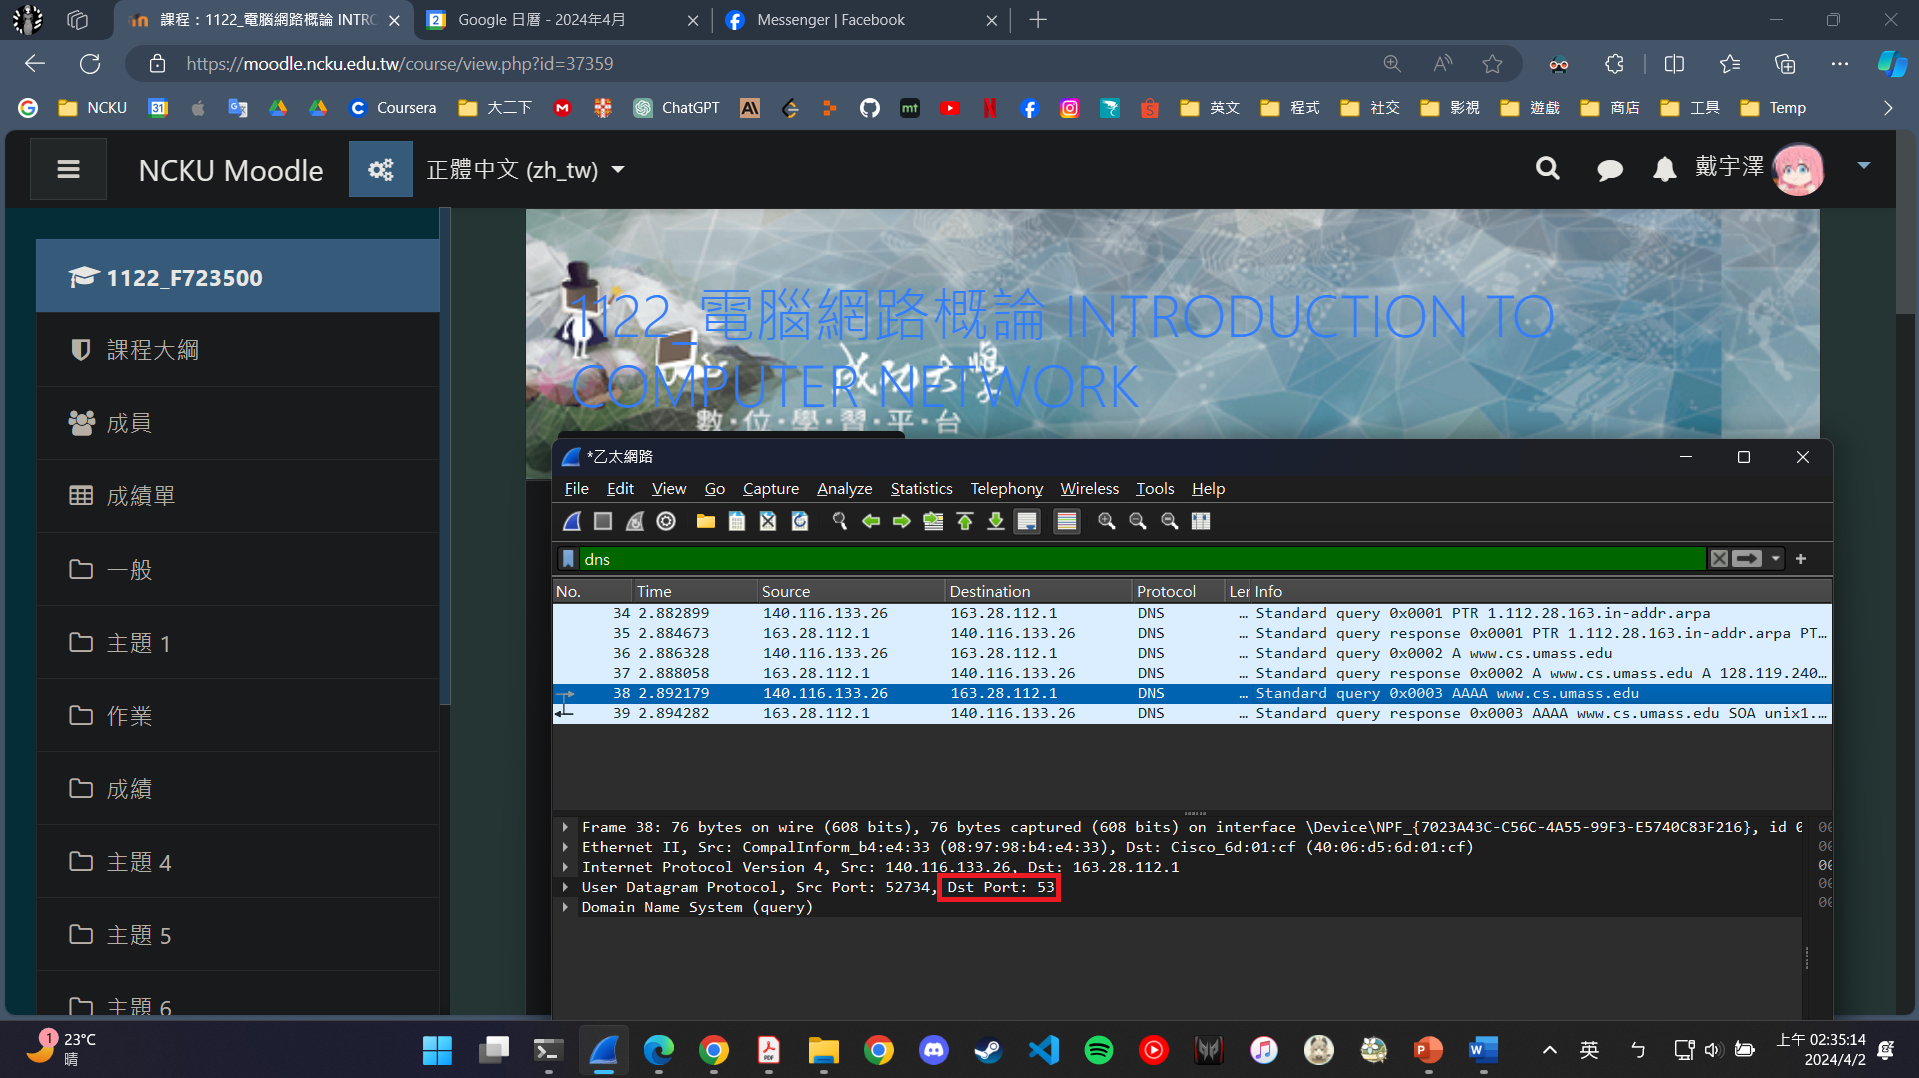 課程：1122_電腦網路概論 INTRO
Google 日曆 - 2024年4月
Messenger | Facebook
https://moodle.ncku.edu.tw/course/view.php?id=37359
NCKU
31
Coursera
大二下
ChatGPT
英文
程式
社交
影視
遊戲
商店
工具
Temp
NCKU Moodle
正體中文 (zh_tw)
戴宇澤
1122_F723500
課程大綱
成員
成績單
一般
主題 1
作業
成績
主題 4
主題 5
主題 6
1122_電腦網路概論 INTRODUCTION TO
COMPUTER NETWORK
成功大學
數·位·學·習·平·台
*乙太網路
File Edit View Go Capture Analyze Statistics Telephony Wireless Tools Help
dns
No. Time Source Destination Protocol Ler Info
34 2.882899 140.116.133.26 163.28.112.1 DNS … Standard query 0x0001 PTR 1.112.28.163.in-addr.arpa
35 2.884673 163.28.112.1 140.116.133.26 DNS … Standard query response 0x0001 PTR 1.112.28.163.in-addr.arpa PT…
36 2.886328 140.116.133.26 163.28.112.1 DNS … Standard query 0x0002 A www.cs.umass.edu
37 2.888058 163.28.112.1 140.116.133.26 DNS … Standard query response 0x0002 A www.cs.umass.edu A 128.119.240…
38 2.892179 140.116.133.26 163.28.112.1 DNS … Standard query 0x0003 AAAA www.cs.umass.edu
39 2.894282 163.28.112.1 140.116.133.26 DNS … Standard query response 0x0003 AAAA www.cs.umass.edu SOA unix1.…
Frame 38: 76 bytes on wire (608 bits), 76 bytes captured (608 bits) on interface \Device\NPF_{7023A43C-C56C-4A55-99F3-E5740C83F216}, id 0
Ethernet II, Src: CompalInform_b4:e4:33 (08:97:98:b4:e4:33), Dst: Cisco_6d:01:cf (40:06:d5:6d:01:cf)
Internet Protocol Version 4, Src: 140.116.133.26, Dst: 163.28.112.1
User Datagram Protocol, Src Port: 52734, Dst Port: 53
Domain Name System (query)
1
23°C
晴
英
ㄅ
上午 02:35:14
2024/4/2